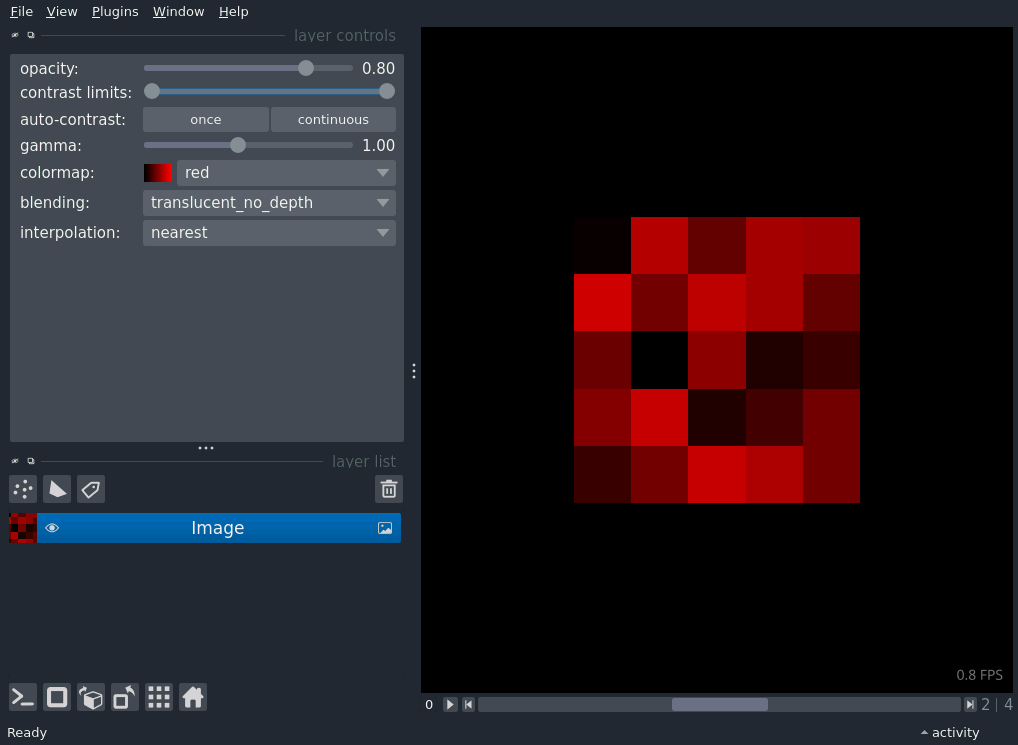 File View Plugins Window Help
layer controls
opacity: 0.80
contrast limits:
auto-contrast: once continuous
gamma: 1.00
colormap: red
blending: translucent_no_depth
interpolation: nearest
layer list
Image
0.8 FPS
0 2 | 4
Ready activity